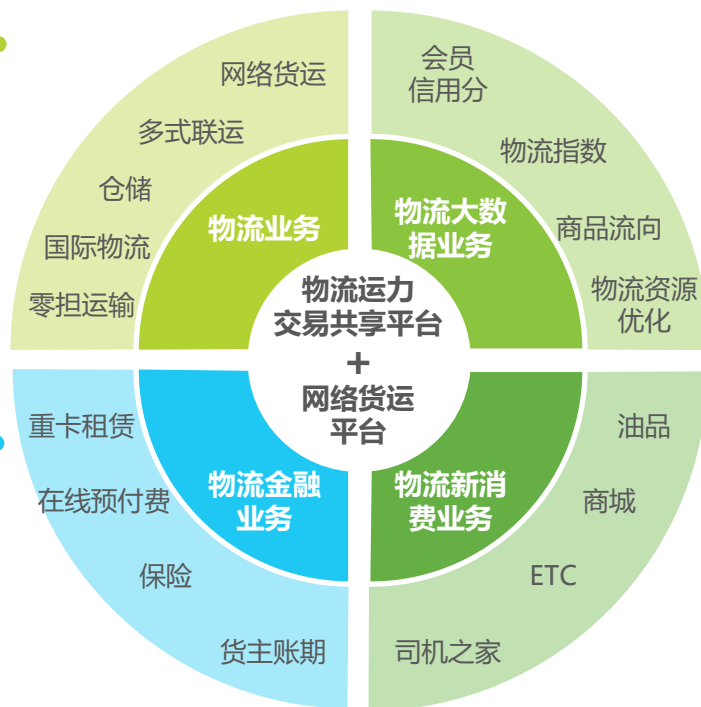 网络货运
多式联运
仓储
国际物流
零担运输
物流业务
会员
信用分
物流指数
商品流向
物流资源
优化
物流大数
据业务
物流运力
交易共享平台
+
网络货运
平台
重卡租赁
在线预付费
保险
货主账期
物流金融
业务
物流新消
费业务
油品
商城
ETC
司机之家